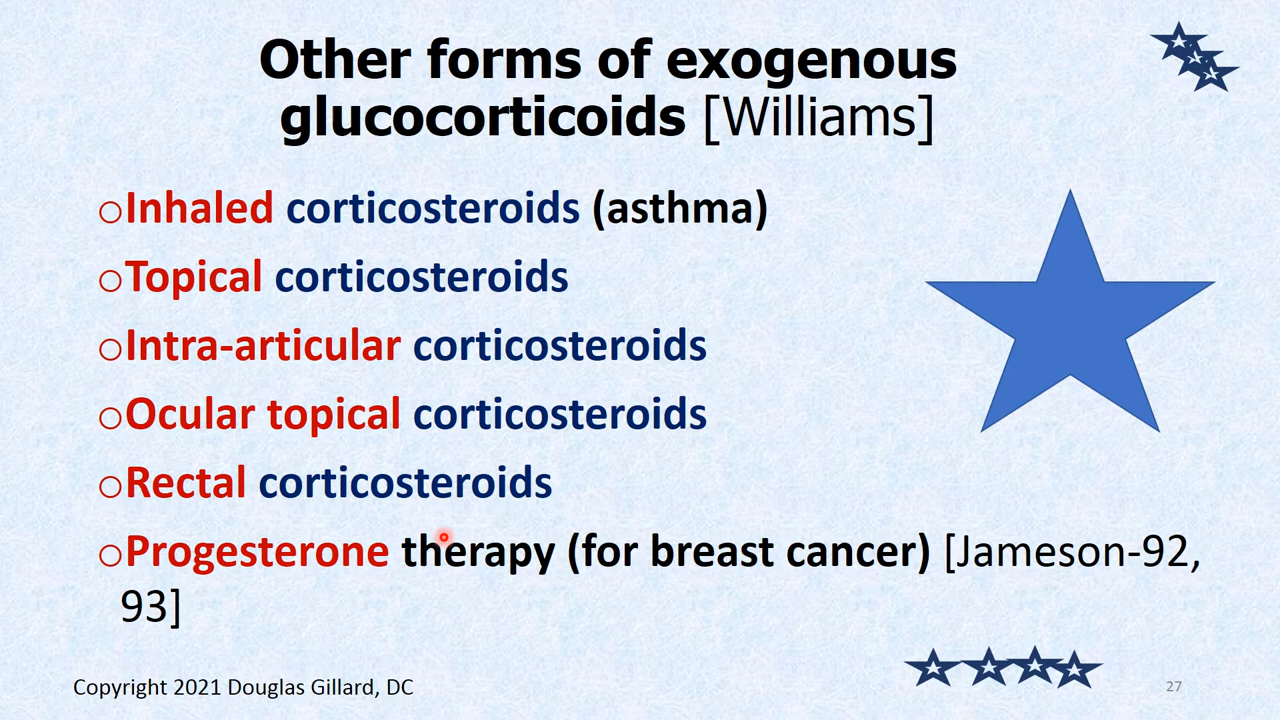 Other forms of exogenous
glucocorticoids [Williams]
○Inhaled corticosteroids (asthma)
○Topical corticosteroids
○Intra-articular corticosteroids
○Ocular topical corticosteroids
○Rectal corticosteroids
○Progesterone therapy (for breast cancer) [Jameson-92,
93]
Copyright 2021 Douglas Gillard, DC
27